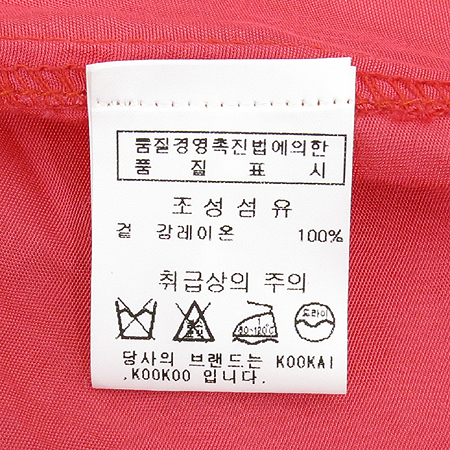 품질경영촉진법에의한
품 질 표 시
조성섬유
겉 강레이온 100%
취급상의 주의
80~120℃ 드라이
당사의 브랜드는 KOOKAI
,KOOKOO 입니다.